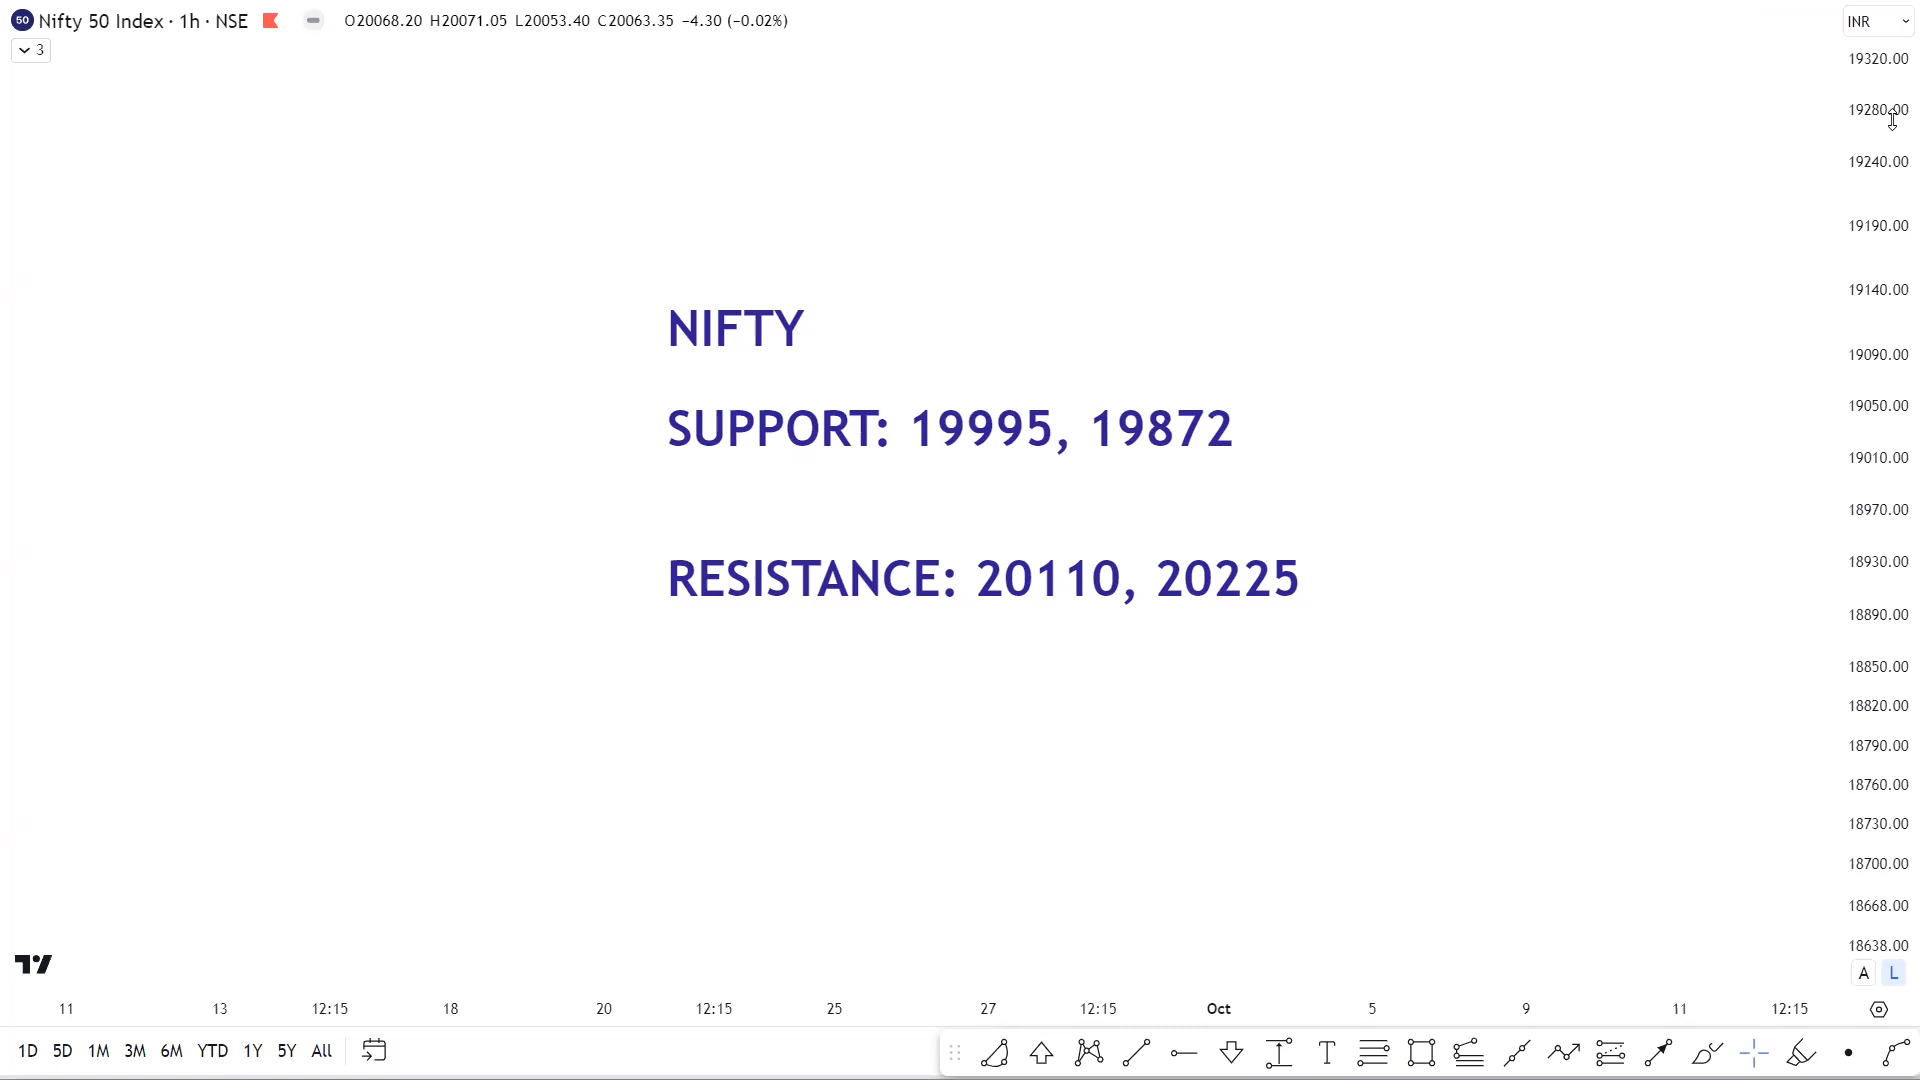 50 Nifty 50 Index · 1h · NSE O20068.20 H20071.05 L20053.40 C20063.35 −4.30 (−0.02%) INR
3
19320.00
19280.00
19240.00
19190.00
19140.00
NIFTY
19090.00
19050.00
SUPPORT: 19995, 19872
19010.00
18970.00
18930.00
RESISTANCE: 20110, 20225
18890.00
18850.00
18820.00
18790.00
18760.00
18730.00
18700.00
18668.00
18638.00
A L
11 13 12:15 18 20 12:15 25 27 12:15 Oct 5 9 11 12:15
1D 5D 1M 3M 6M YTD 1Y 5Y All